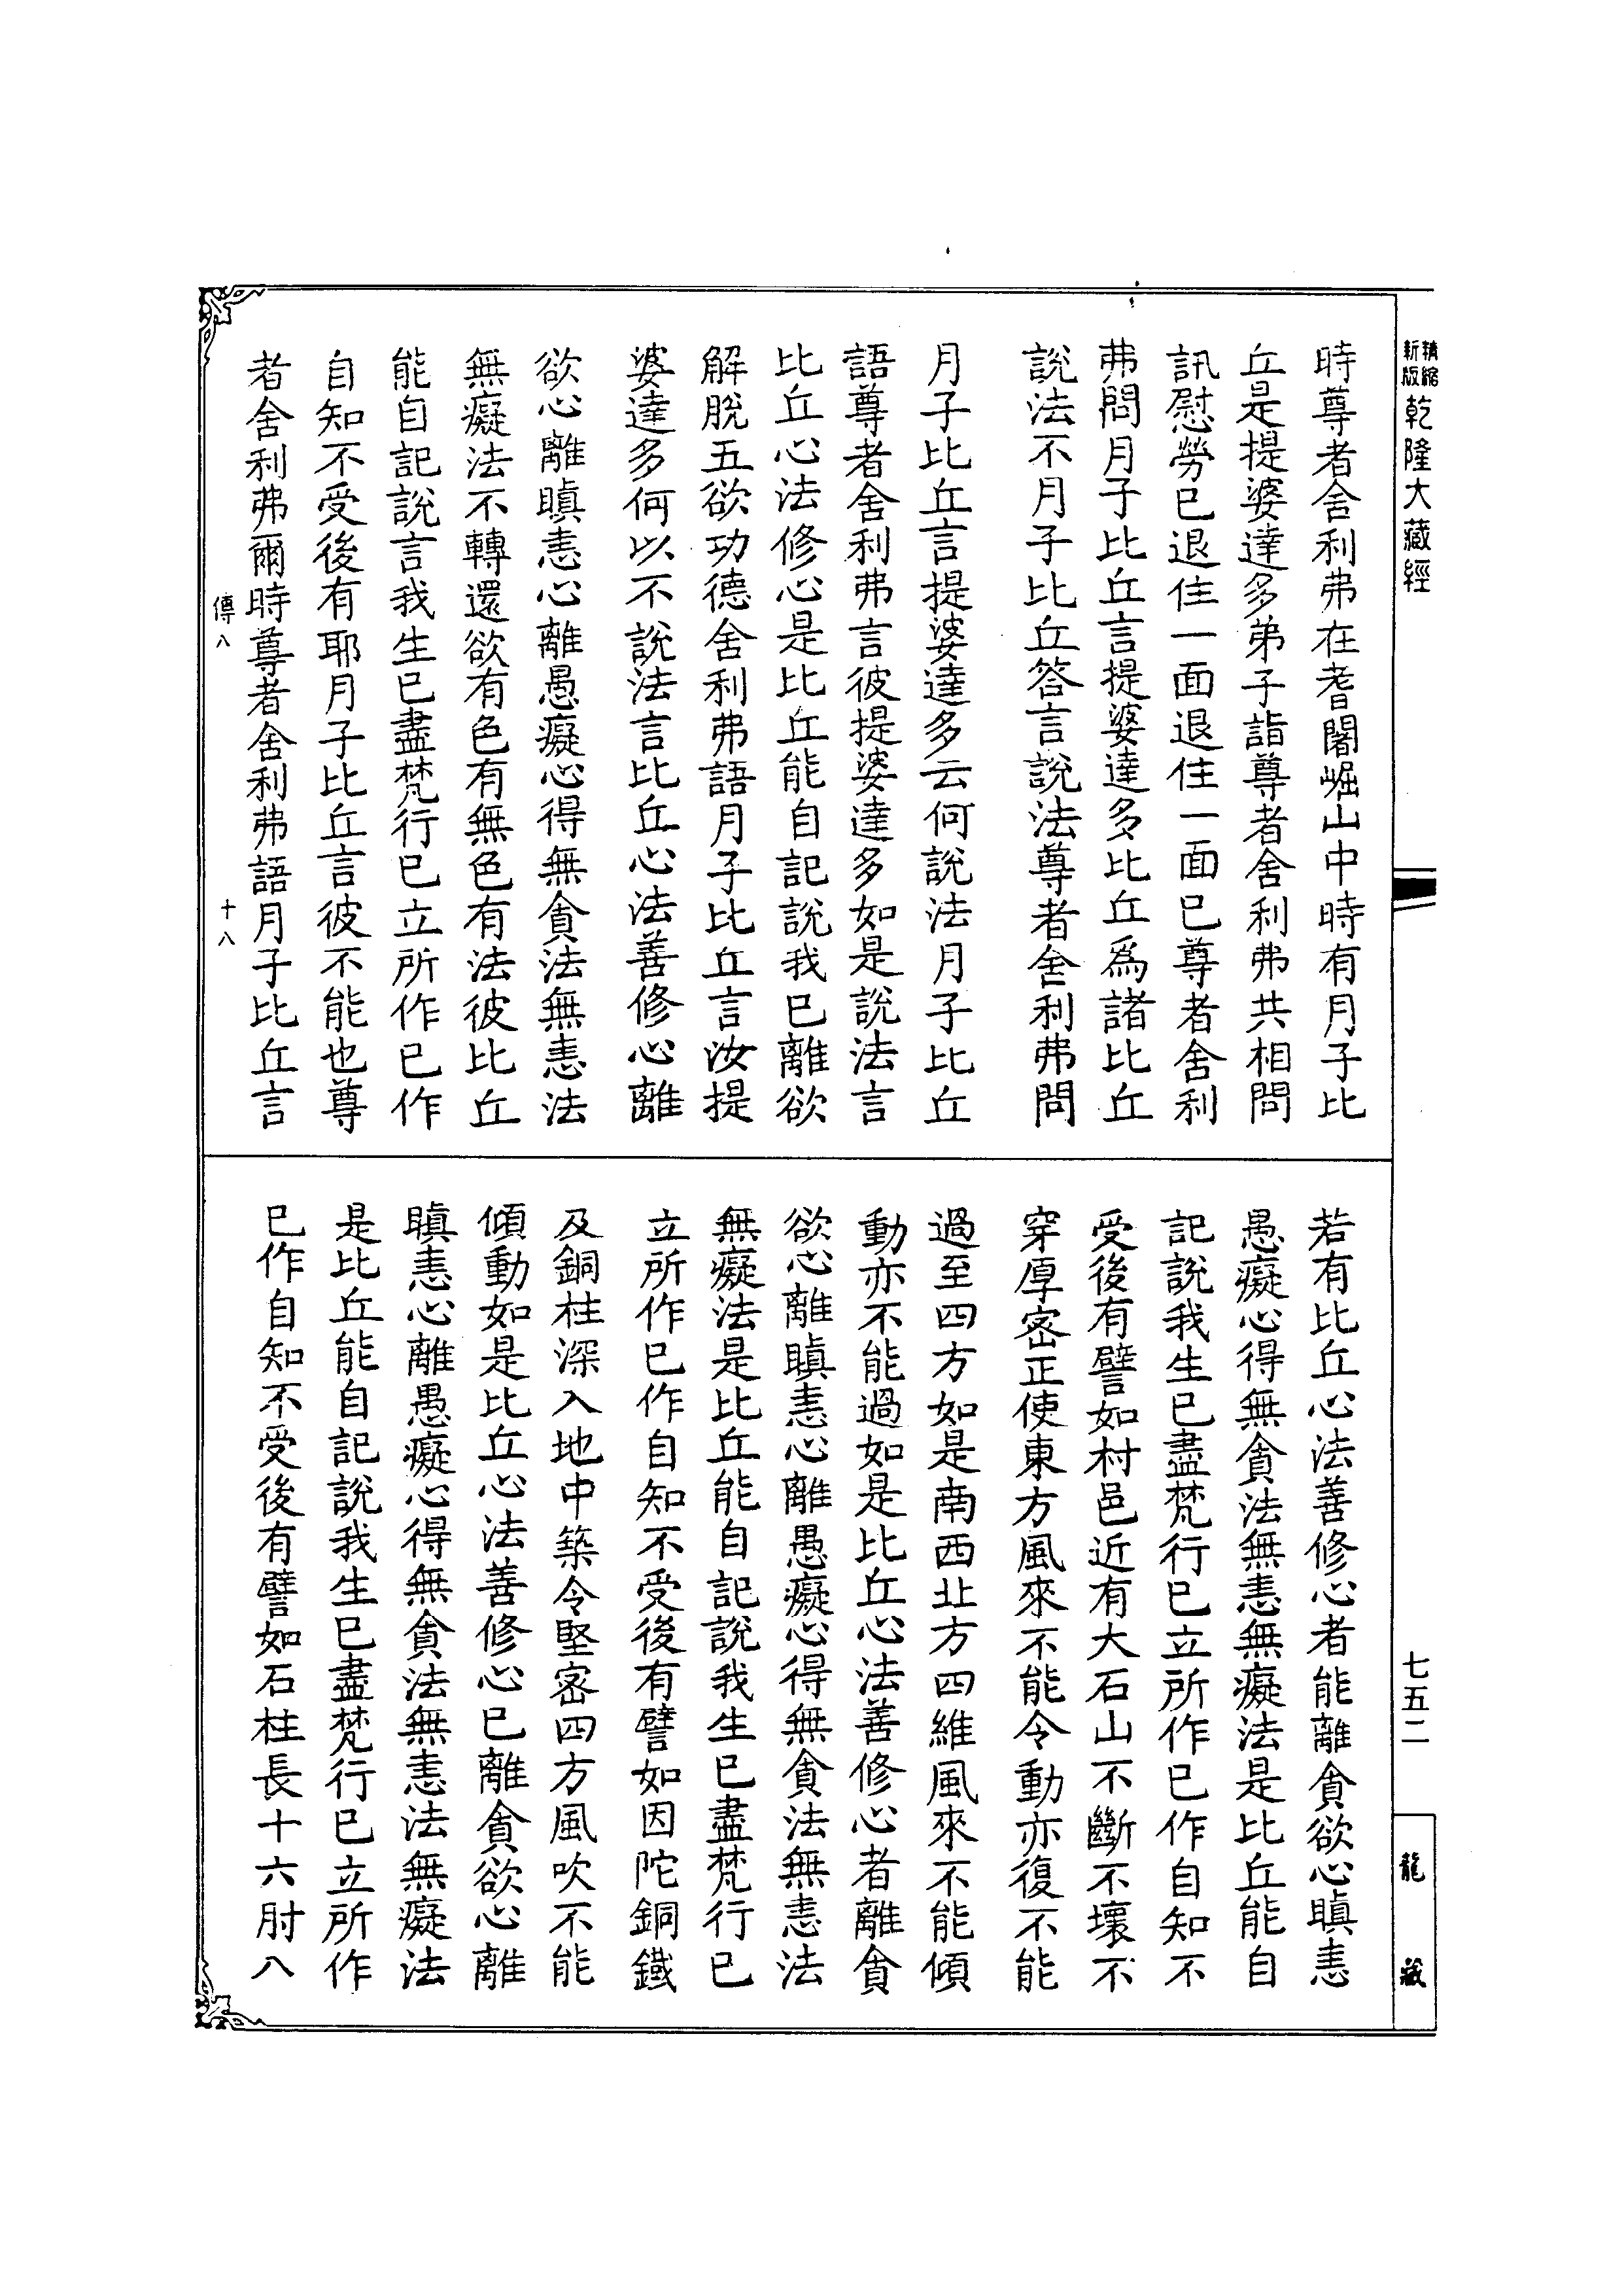 精縮新版乾隆大藏經
七五二
龍藏
時尊者舍利弗在耆闍崛山中時有月子比
丘是提婆達多弟子詣尊者舍利弗共相問
訊慰勞已退住一面退住一面已尊者舍利
弗問月子比丘言提婆達多比丘爲諸比丘
說法不月子比丘答言說法尊者舍利弗問
月子比丘言提婆達多云何說法月子比丘
語尊者舍利弗言彼提婆達多如是說法言
比丘心法修心是比丘能自記說我已離欲
解脫五欲功德舍利弗語月子比丘言汝提
婆達多何以不說法言比丘心法善修心離
欲心離瞋恚心離愚癡心得無貪法無恚法
無癡法不轉還欲有色有無色有法彼比丘
能自記說言我生已盡梵行已立所作已作
自知不受後有耶月子比丘言彼不能也尊
者舍利弗爾時尊者舍利弗語月子比丘言
傳八
十八
若有比丘心法善修心者能離貪欲心瞋恚
愚癡心得無貪法無恚無癡法是比丘能自
記說我生已盡梵行已立所作已作自知不
受後有譬如村邑近有大石山不斷不壞不
穿厚密正使東方風來不能令動亦復不能
過至四方如是南西北方四維風來不能傾
動亦不能過如是比丘心法善修心者離貪
欲心離瞋恚心離愚癡心得無貪法無恚法
無癡法是比丘能自記說我生已盡梵行已
立所作已作自知不受後有譬如因陀銅鐵
及銅柱深入地中築令堅密四方風吹不能
傾動如是比丘心法善修心已離貪欲心離
瞋恚心離愚癡心得無貪法無恚法無癡法
是比丘能自記說我生已盡梵行已立所作
已作自知不受後有譬如石柱長十六肘八